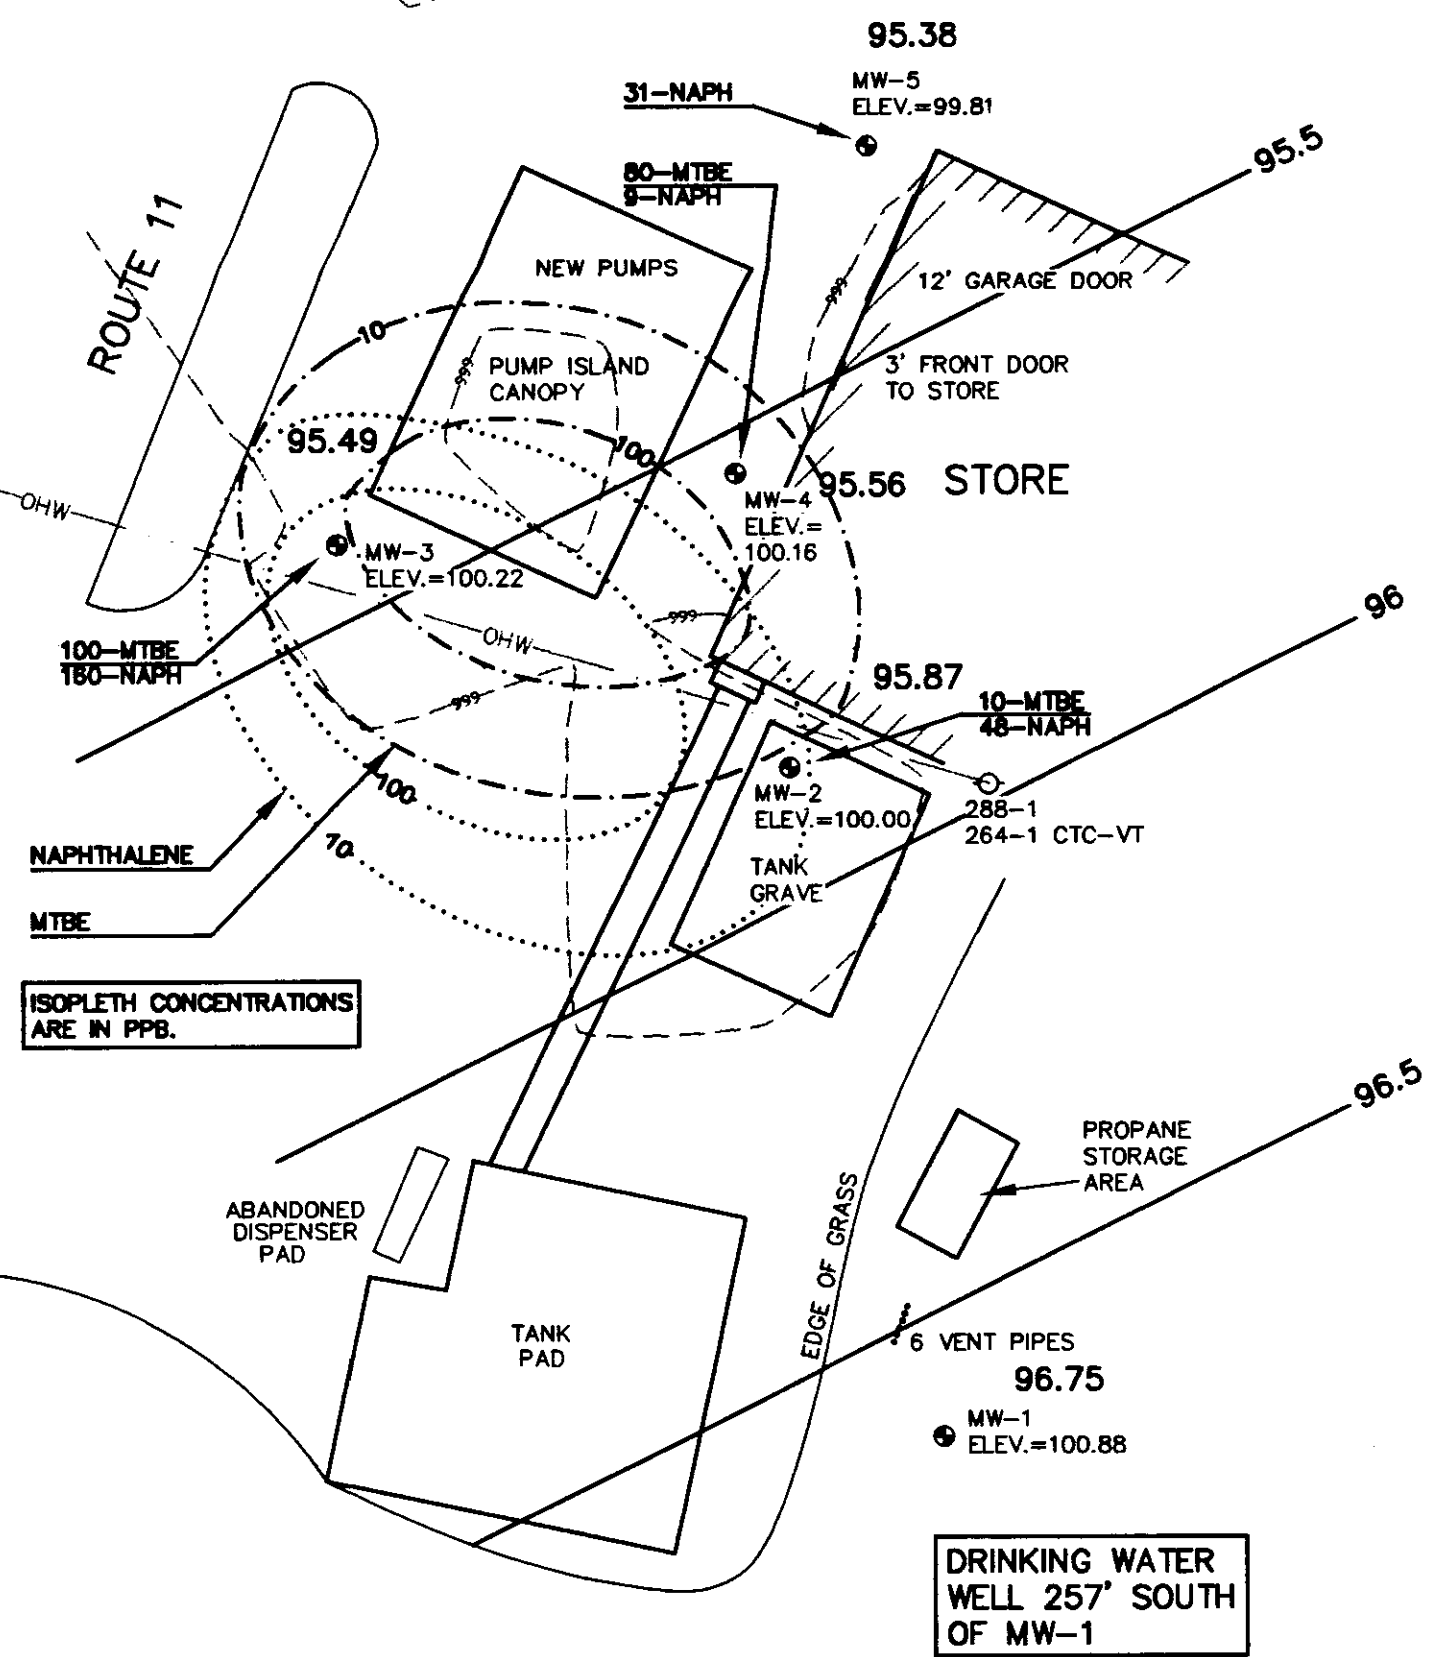 95.38
MW-5
ELEV.=99.81
31-NAPH
95.5
80-MTBE
9-NAPH
ROUTE 11
NEW PUMPS
12' GARAGE DOOR
999
10
PUMP ISLAND
CANOPY
999
3' FRONT DOOR
TO STORE
95.49
100
MW-4
ELEV.=
100.16
95.56
STORE
OHW
MW-3
ELEV.=100.22
96
999
OHW
100-MTBE
160-NAPH
95.87
999
10-MTBE
48-NAPH
MW-2
ELEV.=100.00
288-1
264-1 CTC-VT
100
10
NAPHTHALENE
TANK
GRAVE
MTBE
ISOPLETH CONCENTRATIONS
ARE IN PPB.
96.5
PROPANE
STORAGE
AREA
ABANDONED
DISPENSER
PAD
EDGE OF GRASS
TANK
PAD
6 VENT PIPES
96.75
MW-1
ELEV.=100.88
DRINKING WATER
WELL 257' SOUTH
OF MW-1